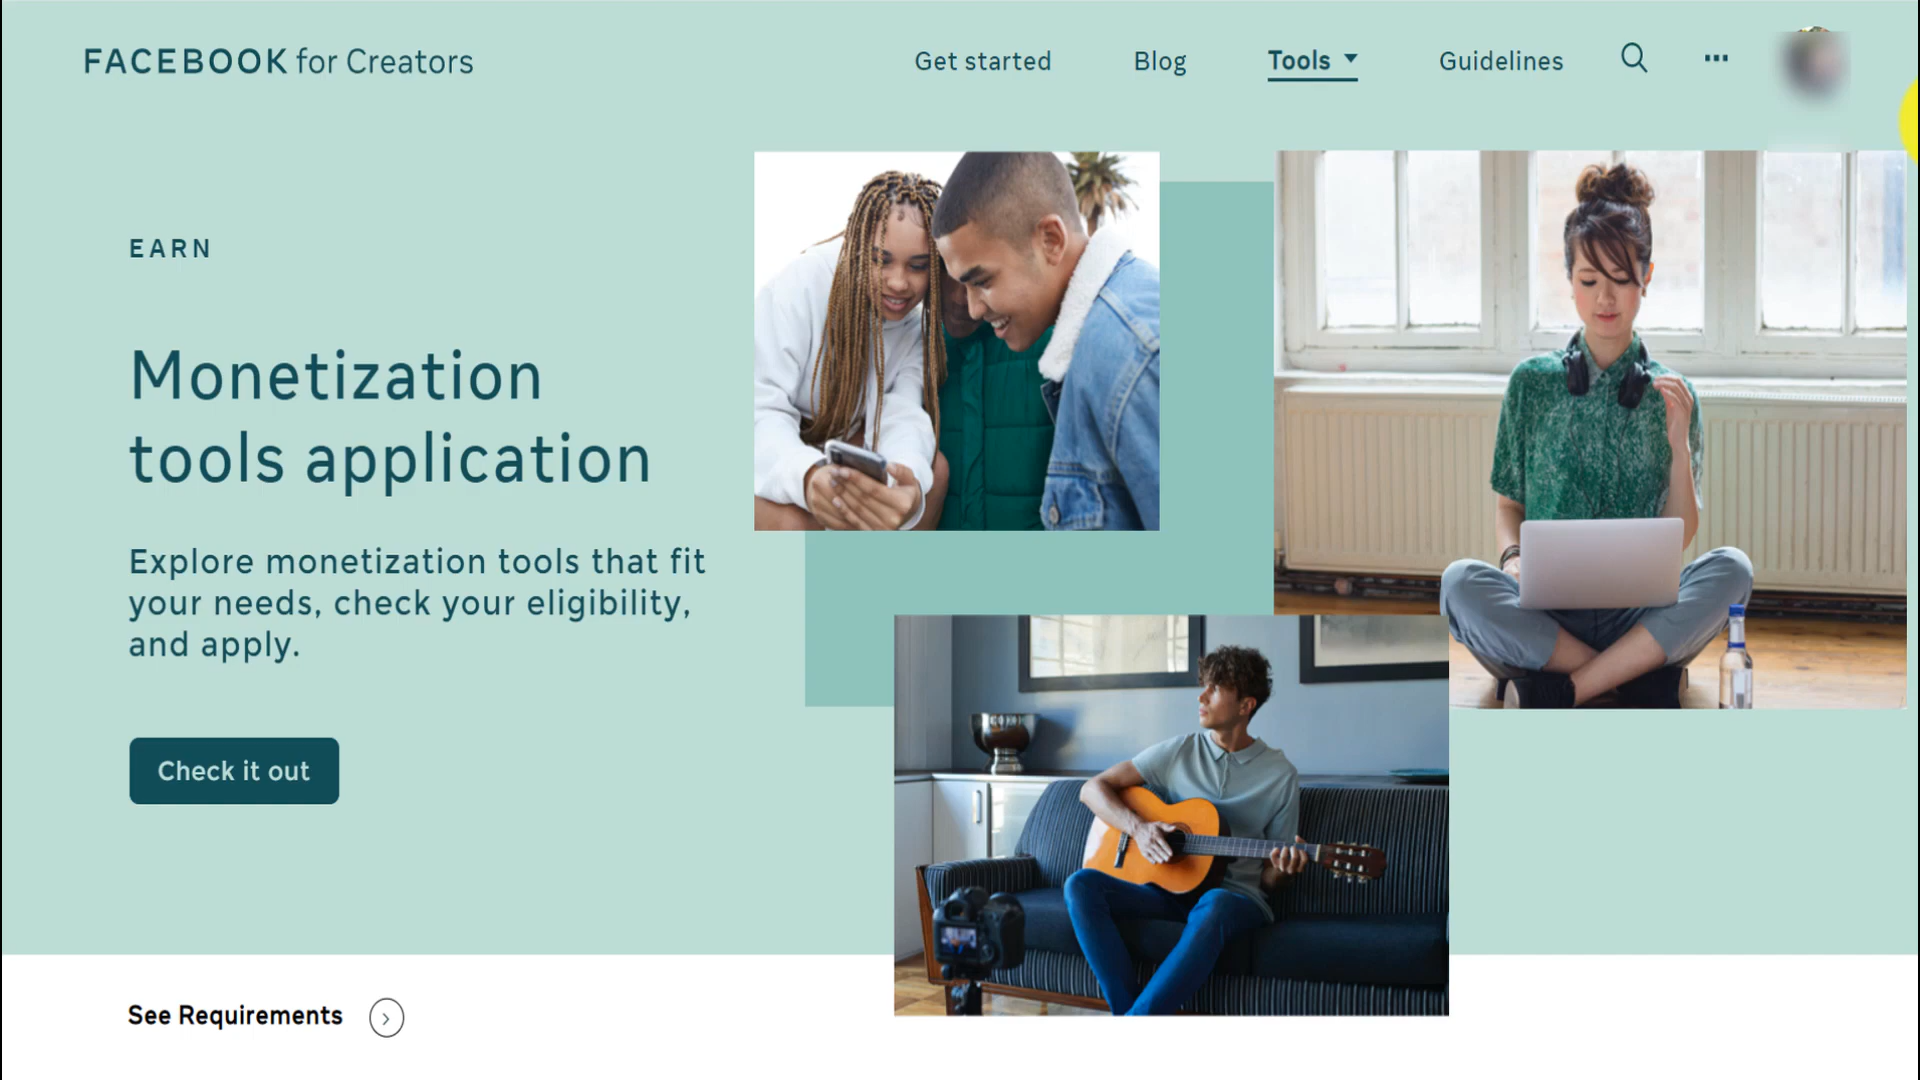 FACEBOOK for Creators
Get started
Blog
Tools
Guidelines
EARN
Monetization
tools application
Explore monetization tools that fit
your needs, check your eligibility,
and apply.
Check it out
See Requirements